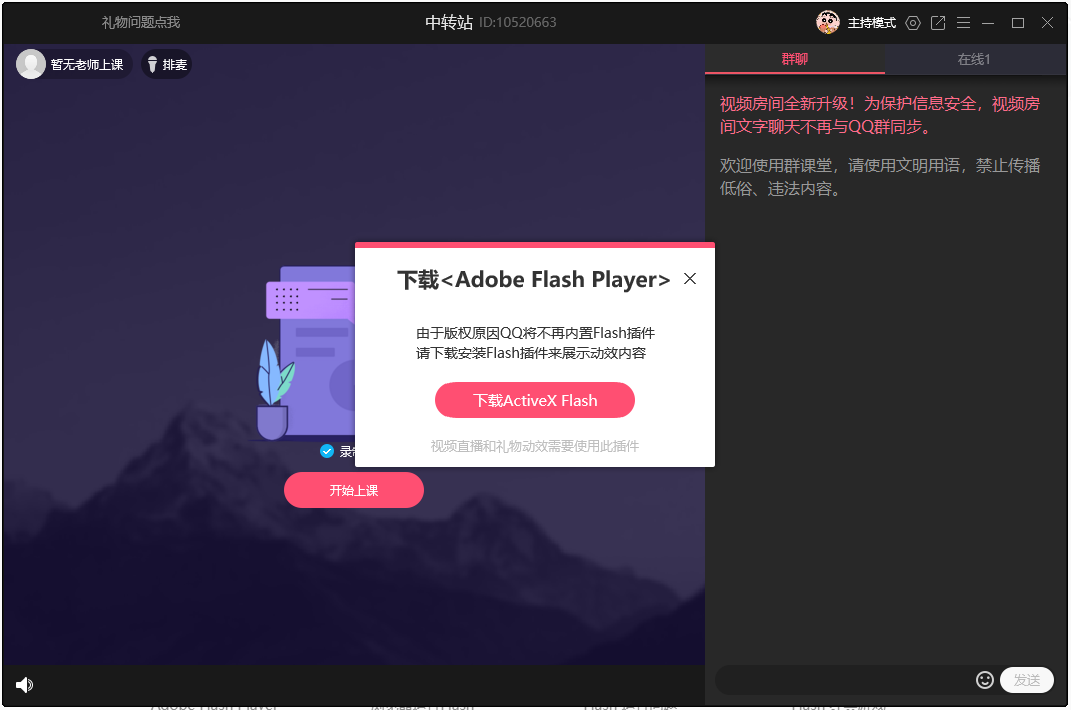 礼物问题点我
中转站 ID:10520663
主持模式
暂无老师上课
排麦
群聊
在线1
视频房间全新升级！为保护信息安全，视频房
间文字聊天不再与QQ群同步。
欢迎使用群课堂，请使用文明用语，禁止传播
低俗、违法内容。
下载<Adobe Flash Player>
由于版权原因QQ将不再内置Flash插件
请下载安装Flash插件来展示动效内容
下载ActiveX Flash
视频直播和礼物动效需要使用此插件
开始上课
发送
Adobe Flash Player